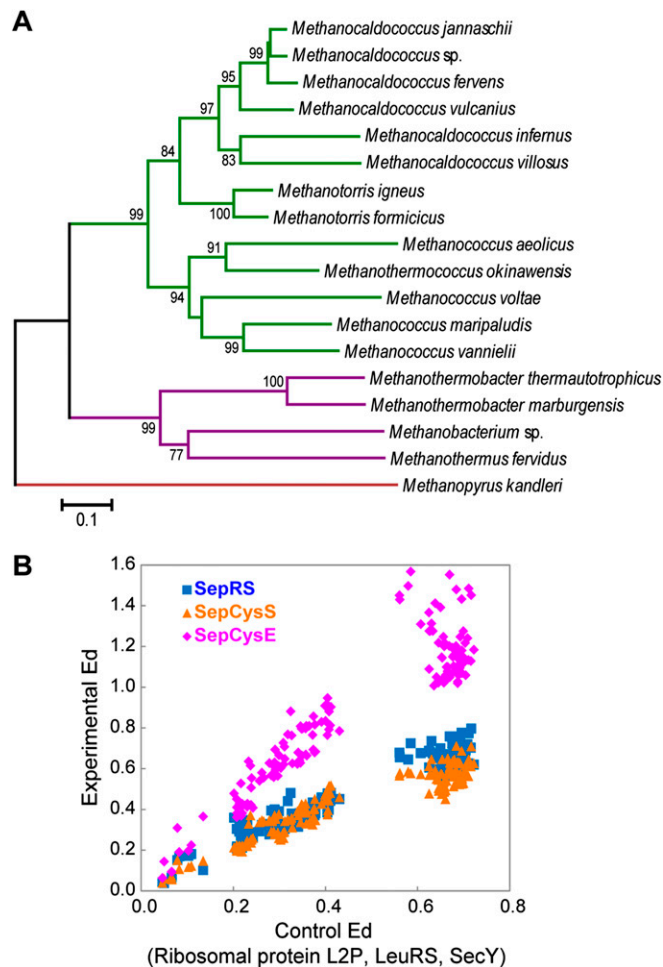 A
Methanocaldococcus jannaschii
99
Methanocaldococcus sp.
95
Methanocaldococcus fervens
97
Methanocaldococcus vulcanius
84
Methanocaldococcus infernus
83
Methanocaldococcus villosus
Methanotorris igneus
99
100
Methanotorris formicicus
91
Methanococcus aeolicus
Methanothermococcus okinawensis
94
Methanococcus voltae
Methanococcus maripaludis
99
Methanococcus vannielii
100
Methanothermobacter thermautotrophicus
Methanothermobacter marburgensis
99
Methanobacterium sp.
77
Methanothermus fervidus
Methanopyrus kandleri
0.1
B
1.6
1.4
1.2
1.0
0.8
0.6
0.4
0.2
0.0
Experimental Ed
SepRS
SepCysS
SepCysE
0.0 0.2 0.4 0.6 0.8
Control Ed
(Ribosomal protein L2P, LeuRS, SecY)